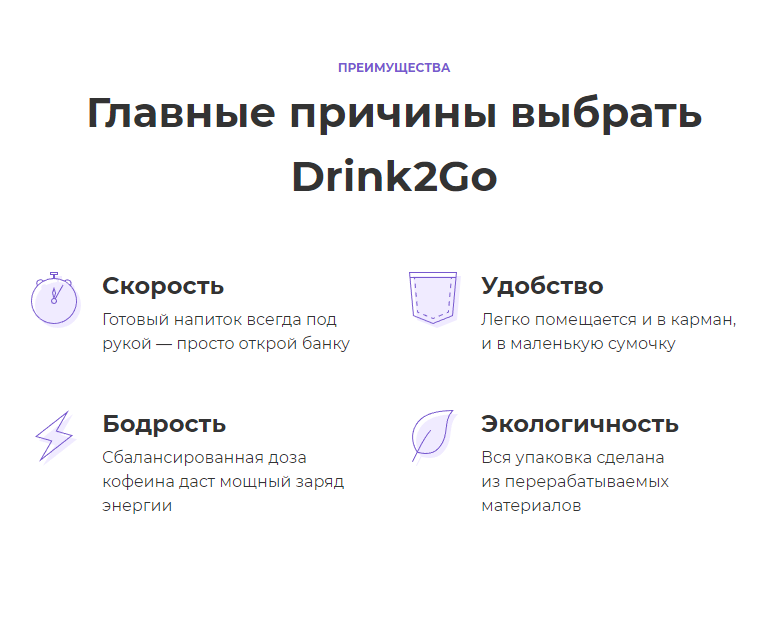 ПРЕИМУЩЕСТВА
Главные причины выбрать
Drink2Go
Скорость
Готовый напиток всегда под
рукой — просто открой банку
Удобство
Легко помещается и в карман,
и в маленькую сумочку
Бодрость
Сбалансированная доза
кофеина даст мощный заряд
энергии
Экологичность
Вся упаковка сделана
из перерабатываемых
материалов